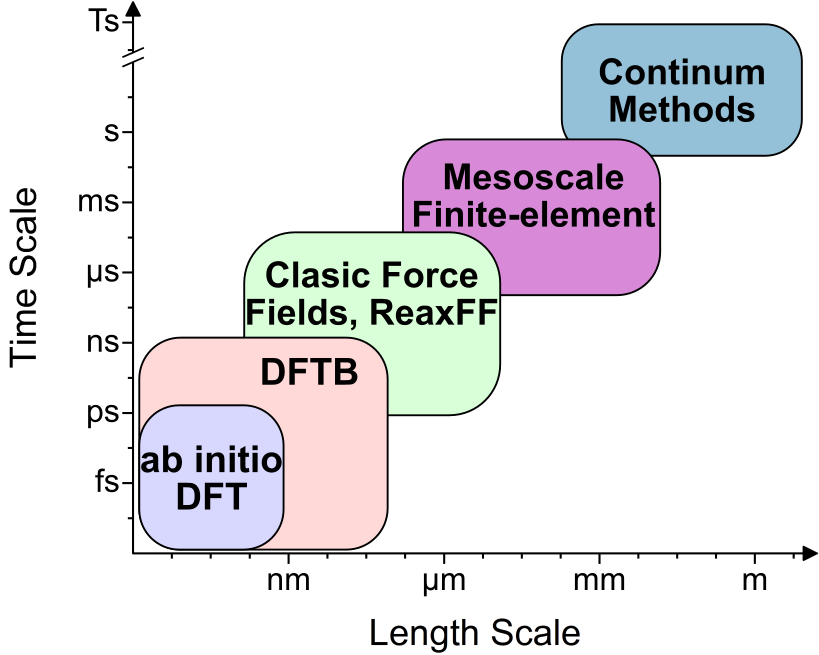 Ts
Continum
Methods
s
Mesoscale
Finite-element
ms
Clasic Force
Fields, ReaxFF
µs
Time Scale
ns
DFTB
ps
ab initio
DFT
fs
nm
µm
mm
m
Length Scale